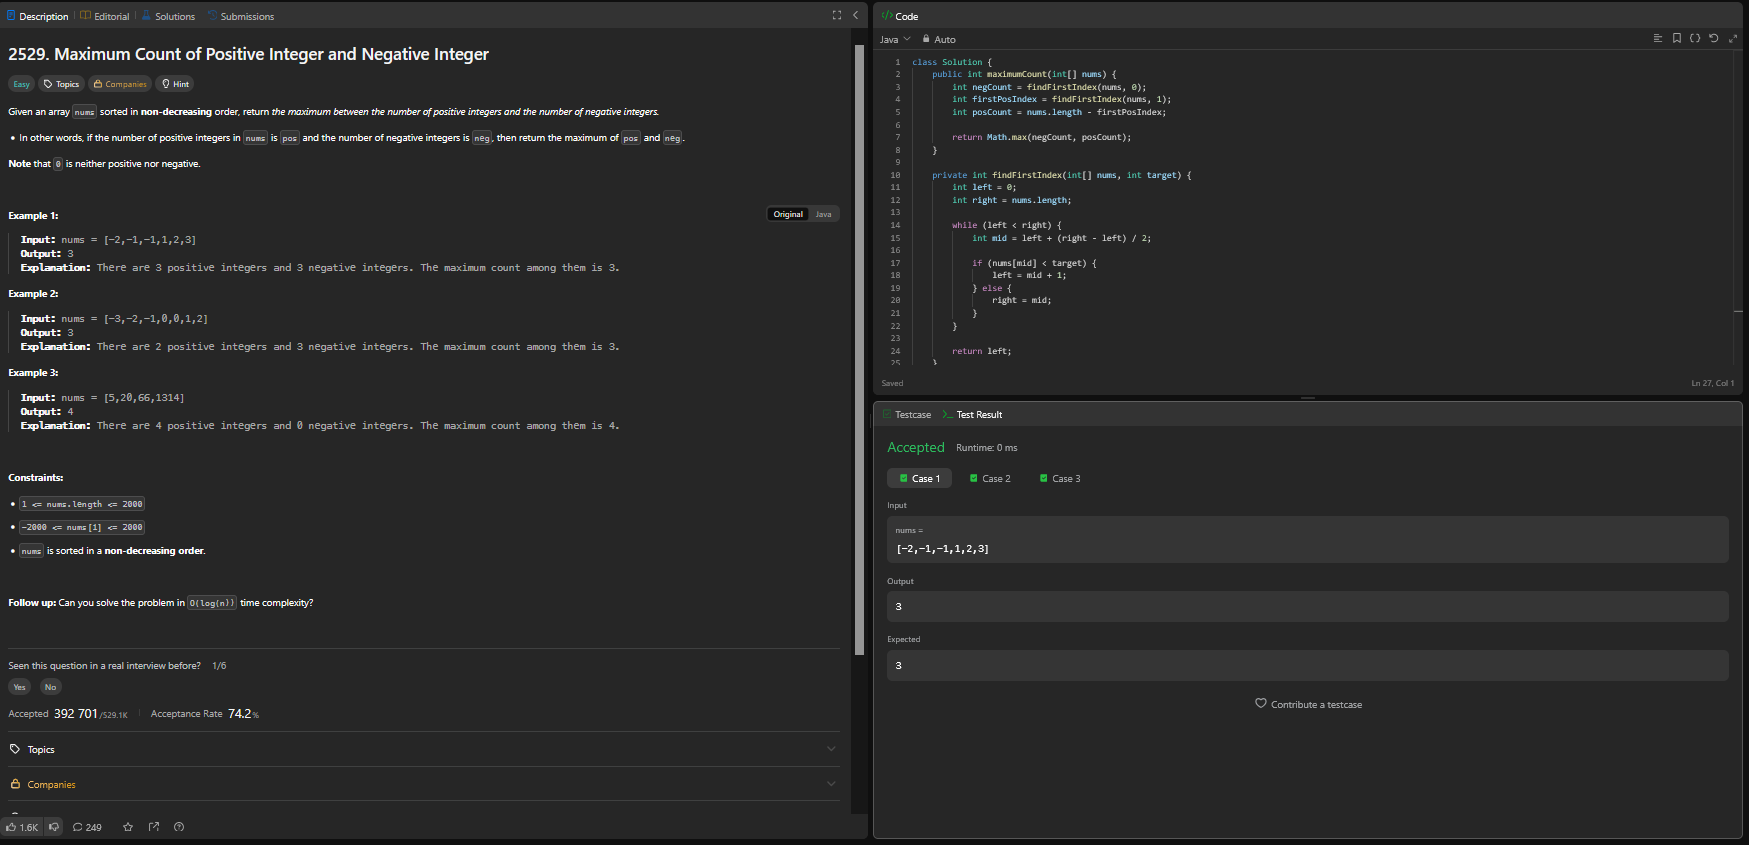 Description
Editorial
Solutions
Submissions
2529. Maximum Count of Positive Integer and Negative Integer
Easy
Topics
Companies
Hint
Given an array nums sorted in non-decreasing order, return the maximum between the number of positive integers and the number of negative integers.
• In other words, if the number of positive integers in nums is pos and the number of negative integers is neg, then return the maximum of pos and neg.
Note that 0 is neither positive nor negative.
Example 1:
Original Java
Input: nums = [-2,-1,-1,1,2,3]
Output: 3
Explanation: There are 3 positive integers and 3 negative integers. The maximum count among them is 3.
Example 2:
Input: nums = [-3,-2,-1,0,0,1,2]
Output: 3
Explanation: There are 2 positive integers and 3 negative integers. The maximum count among them is 3.
Example 3:
Input: nums = [5,20,66,1314]
Output: 4
Explanation: There are 4 positive integers and 0 negative integers. The maximum count among them is 4.
Constraints:
• 1 <= nums.length <= 2000
• -2000 <= nums[i] <= 2000
• nums is sorted in a non-decreasing order.
Follow up: Can you solve the problem in O(log(n)) time complexity?
Seen this question in a real interview before? 1/6
Yes
No
Accepted 392 701/529.1K
Acceptance Rate 74.2%
Topics
Companies
1.6K
249
Code
Java
Auto
1 class Solution {
2 public int maximumCount(int[] nums) {
3 int negCount = findFirstIndex(nums, 0);
4 int firstPosIndex = findFirstIndex(nums, 1);
5 int posCount = nums.length - firstPosIndex;
6
7 return Math.max(negCount, posCount);
8 }
9
10 private int findFirstIndex(int[] nums, int target) {
11 int left = 0;
12 int right = nums.length;
13
14 while (left < right) {
15 int mid = left + (right - left) / 2;
16
17 if (nums[mid] < target) {
18 left = mid + 1;
19 } else {
20 right = mid;
21 }
22 }
23
24 return left;
25 }
Saved
Ln 27, Col 1
Testcase
>_ Test Result
Accepted
Runtime: 0 ms
Case 1
Case 2
Case 3
Input
nums =
[-2,-1,-1,1,2,3]
Output
3
Expected
3
Contribute a testcase